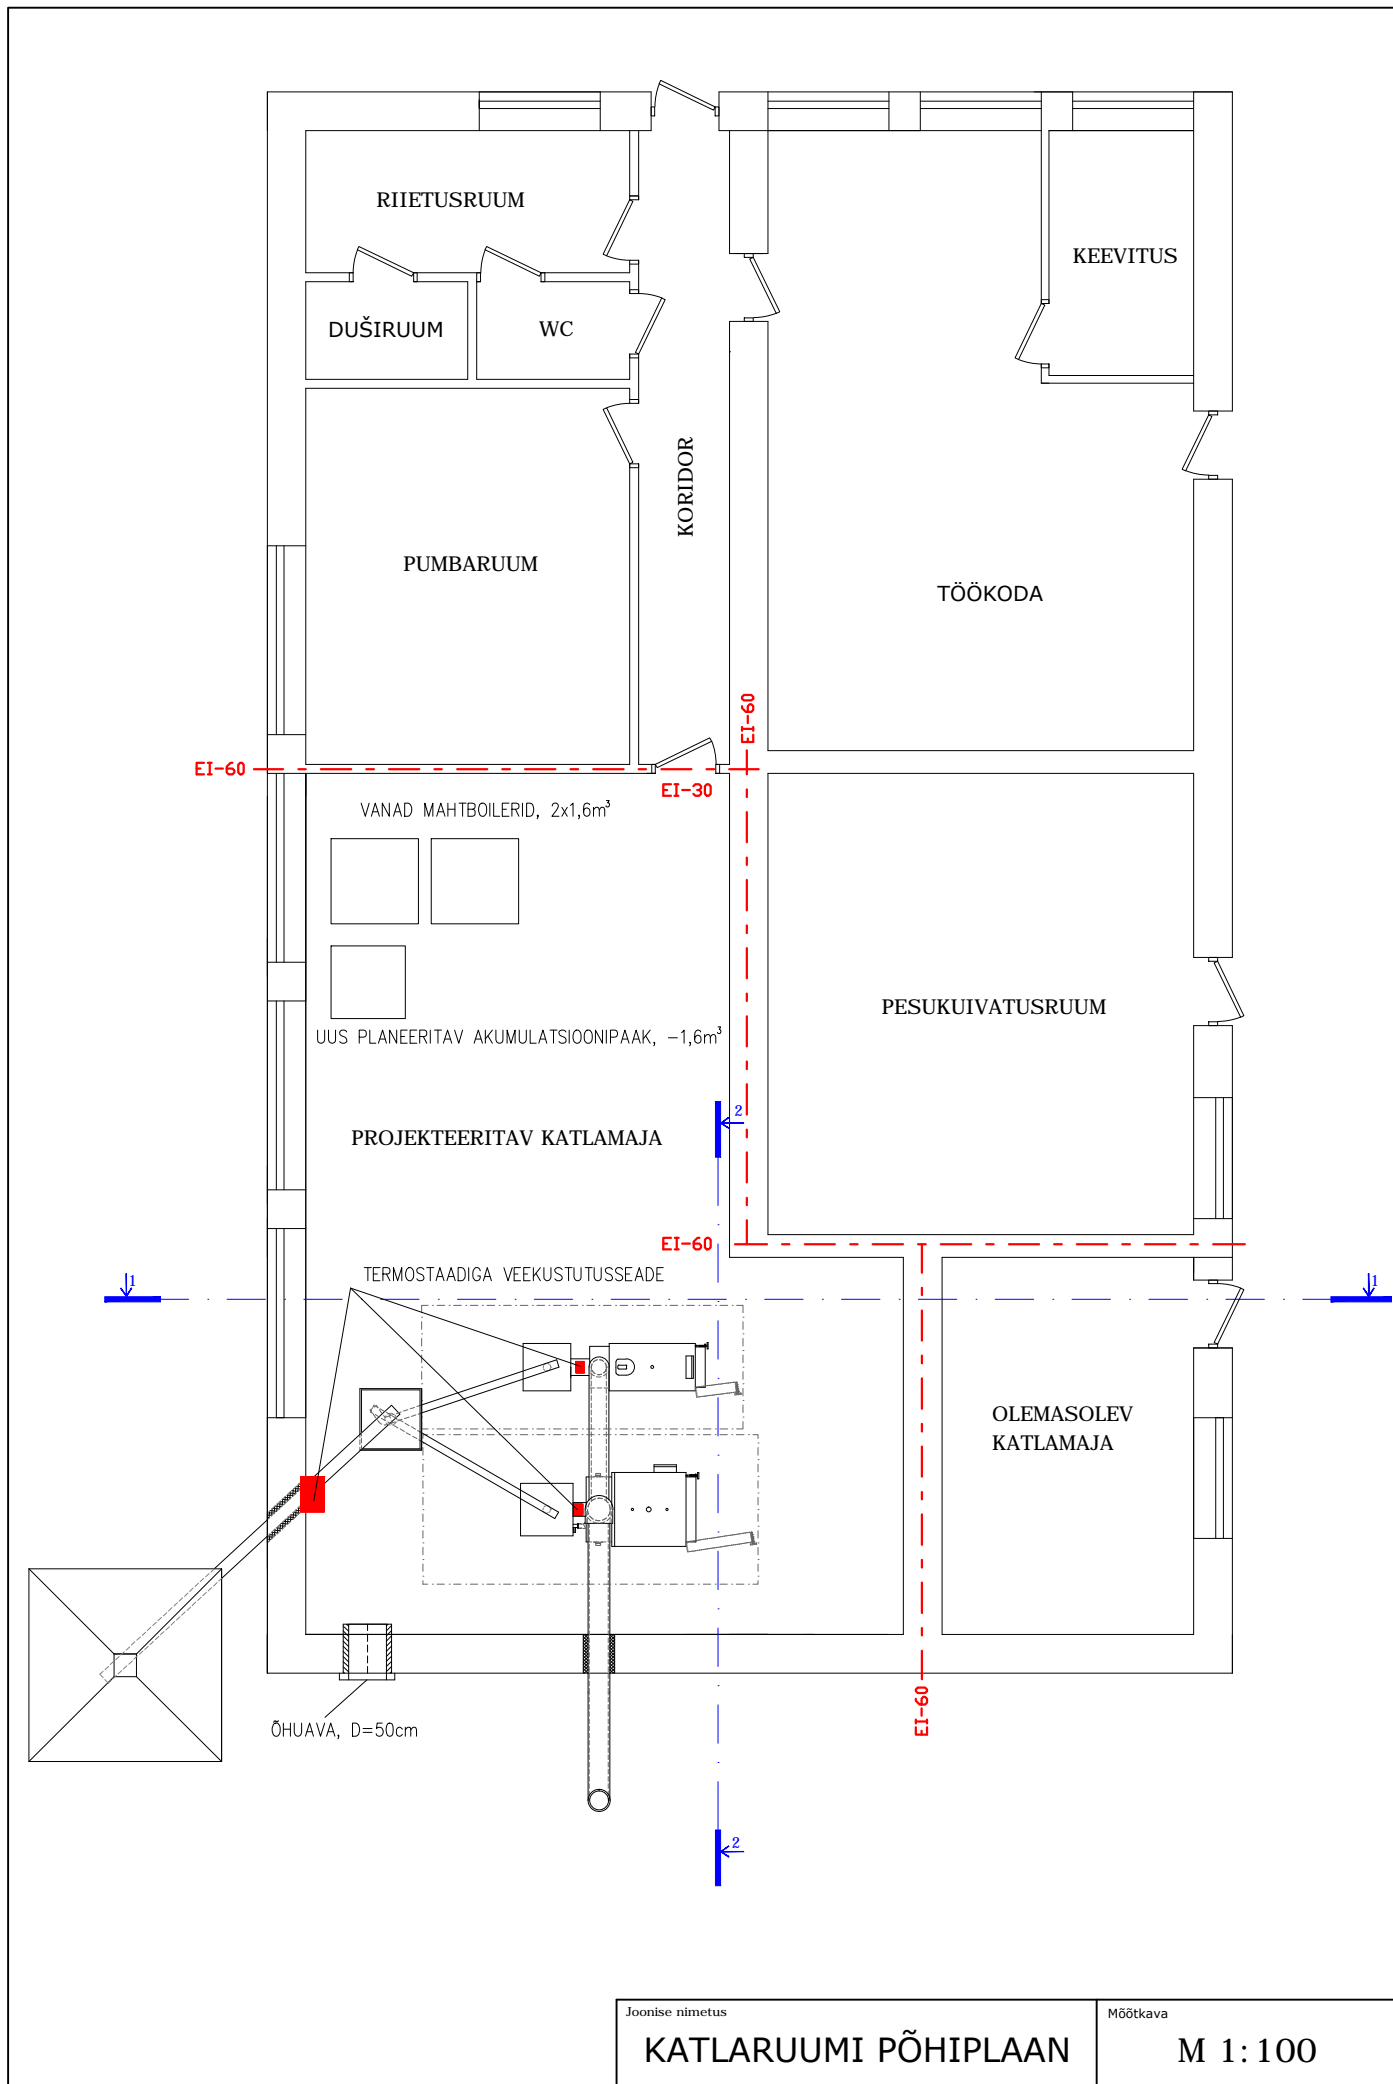 RIIETUSRUUM
KEEVITUS
DUŠIRUUM
WC
KORIDOR
PUMBARUUM
TÖÖKODA
EI-60
EI-60
EI-30
VANAD MAHTBOILERID, 2x1,6m³
PESUKUIVATUSRUUM
UUS PLANEERITAV AKUMULATSIOONIPAAK, -1,6m³
2
PROJEKTEERITAV KATLAMAJA
EI-60
TERMOSTAADIGA VEEKUSTUTUSSEADE
1
1
OLEMASOLEV
KATLAMAJA
EI-60
ÕHUAVA, D=50cm
2
Joonise nimetus
KATLARUUMI PÕHIPLAAN
Mõõtkava
M 1:100